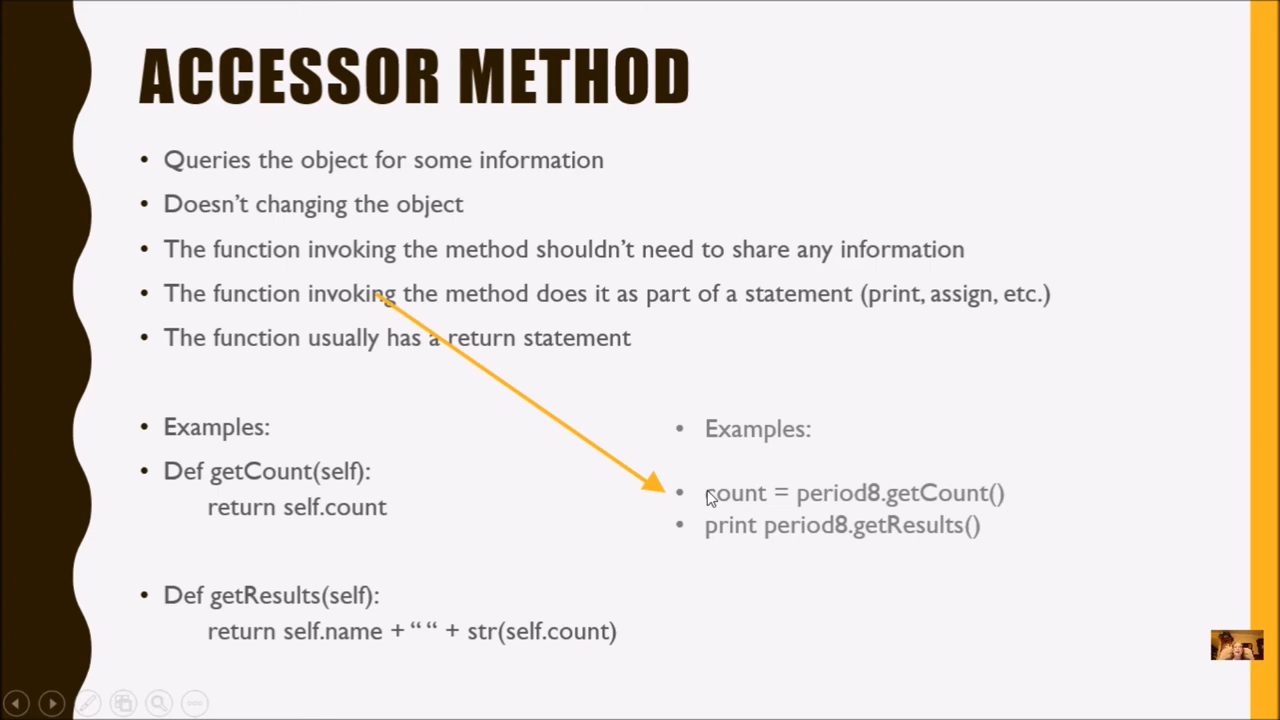 ACCESSOR METHOD
• Queries the object for some information
• Doesn't changing the object
• The function invoking the method shouldn't need to share any information
• The function invoking the method does it as part of a statement (print, assign, etc.)
• The function usually has a return statement
• Examples:
• Def getCount(self):
return self.count
• Def getResults(self):
return self.name + “ “ + str(self.count)
• Examples:
• count = period8.getCount()
• print period8.getResults()